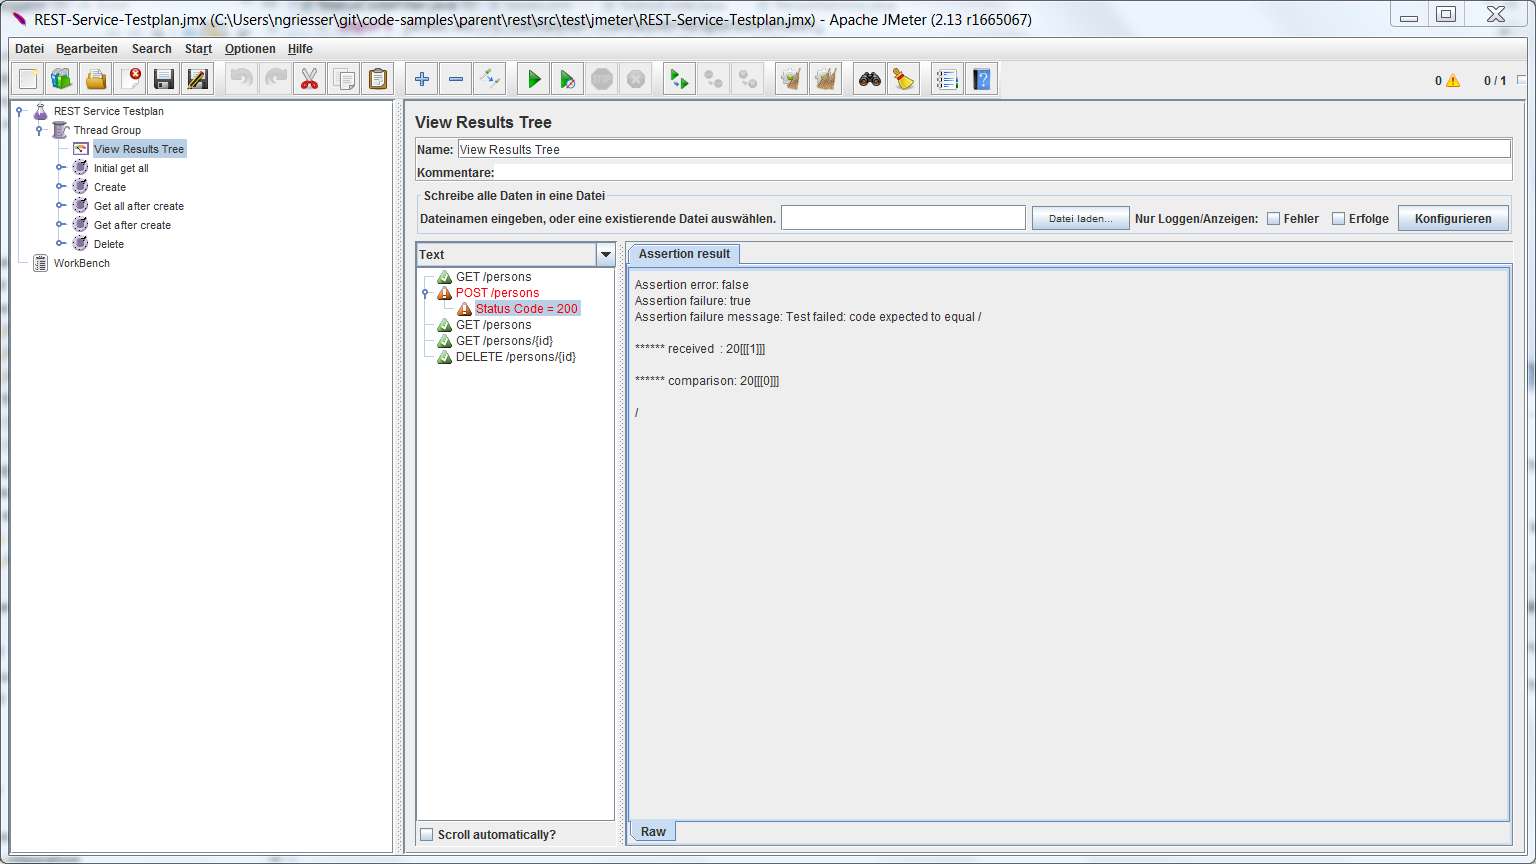 REST-Service-Testplan.jmx (C:\Users\ngriesser\git\code-samples\parent\rest\src\test\jmeter\REST-Service-Testplan.jmx) - Apache JMeter (2.13 r1665067)
Datei Bearbeiten Search Start Optionen Hilfe
0 0 / 1
REST Service Testplan
Thread Group
View Results Tree
Initial get all
Create
Get all after create
Get after create
Delete
WorkBench
View Results Tree
Name: View Results Tree
Kommentare:
Schreibe alle Daten in eine Datei
Dateinamen eingeben, oder eine existierende Datei auswählen. Datei laden... Nur Loggen/Anzeigen: Fehler Erfolge Konfigurieren
Text
GET /persons
POST /persons
Status Code = 200
GET /persons
GET /persons/{id}
DELETE /persons/{id}
Scroll automatically?
Assertion result
Assertion error: false
Assertion failure: true
Assertion failure message: Test failed: code expected to equal /
****** received : 20[[[1]]]
****** comparison: 20[[[0]]]
/
Raw